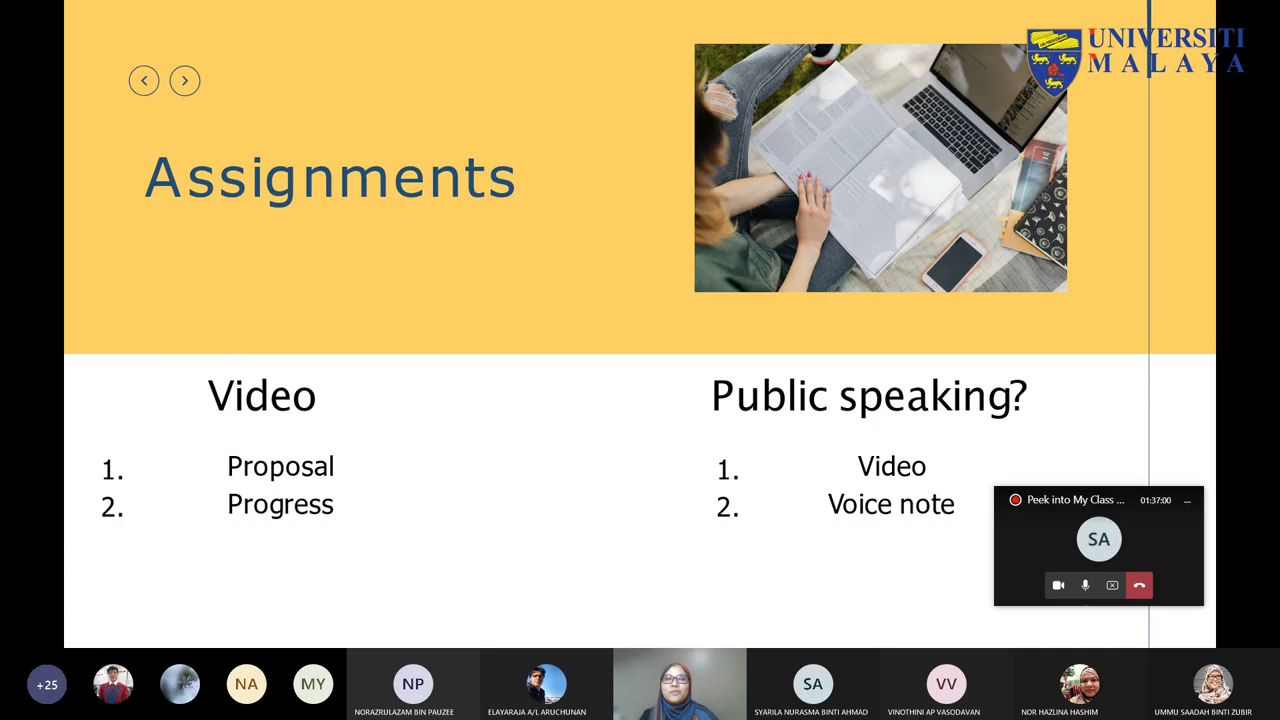 UNIVERSITI
MALAYA
Assignments
Video
1. Proposal
2. Progress
Public speaking?
1. Video
2. Voice note
Peek into My Class ... 01:37:00
SA
+25
NA
MY
NP
NORAZRULAZAM BIN PAUZEE
ELAYARAJA A/L ARUCHUNAN
SA
SYARILA NURASMA BINTI AHMAD
VV
VINOTHINI AP VASODAVAN
NOR HAZLINA HASHIM
UMMU SAADAH BINTI ZUBIR